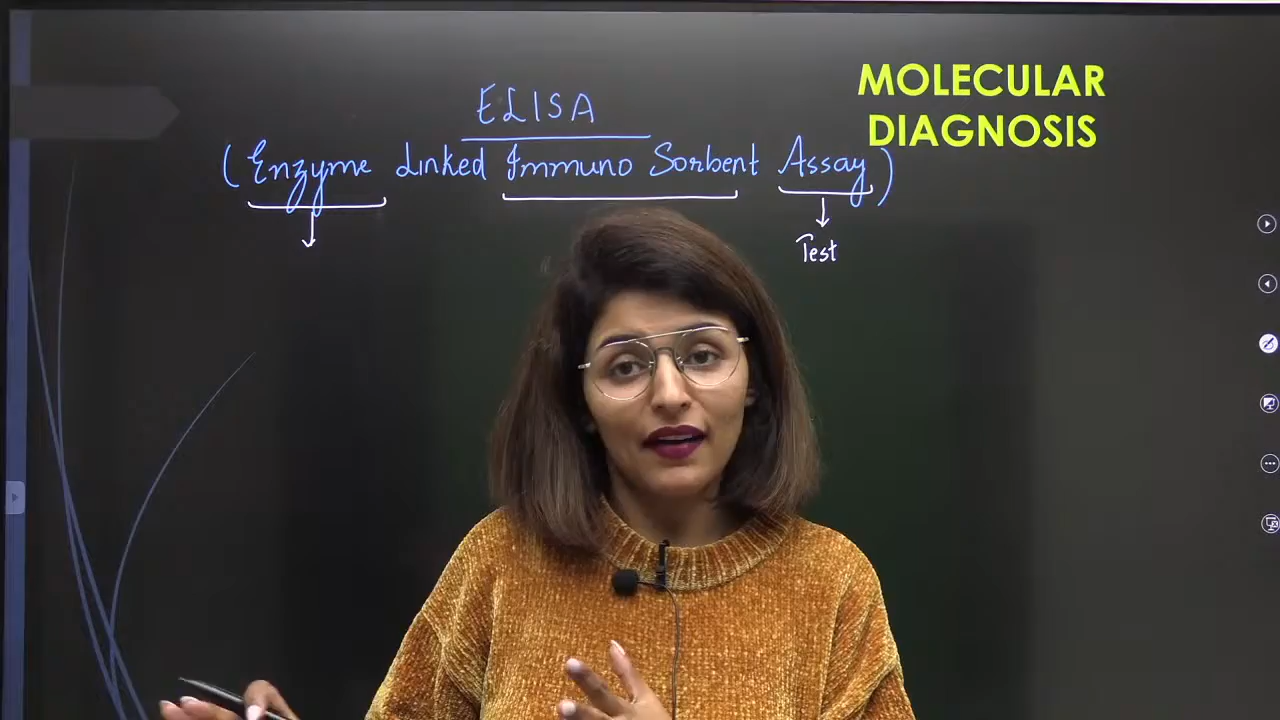 MOLECULAR
DIAGNOSIS
ELISA
(Enzyme Linked Immuno Sorbent Assay)
Test